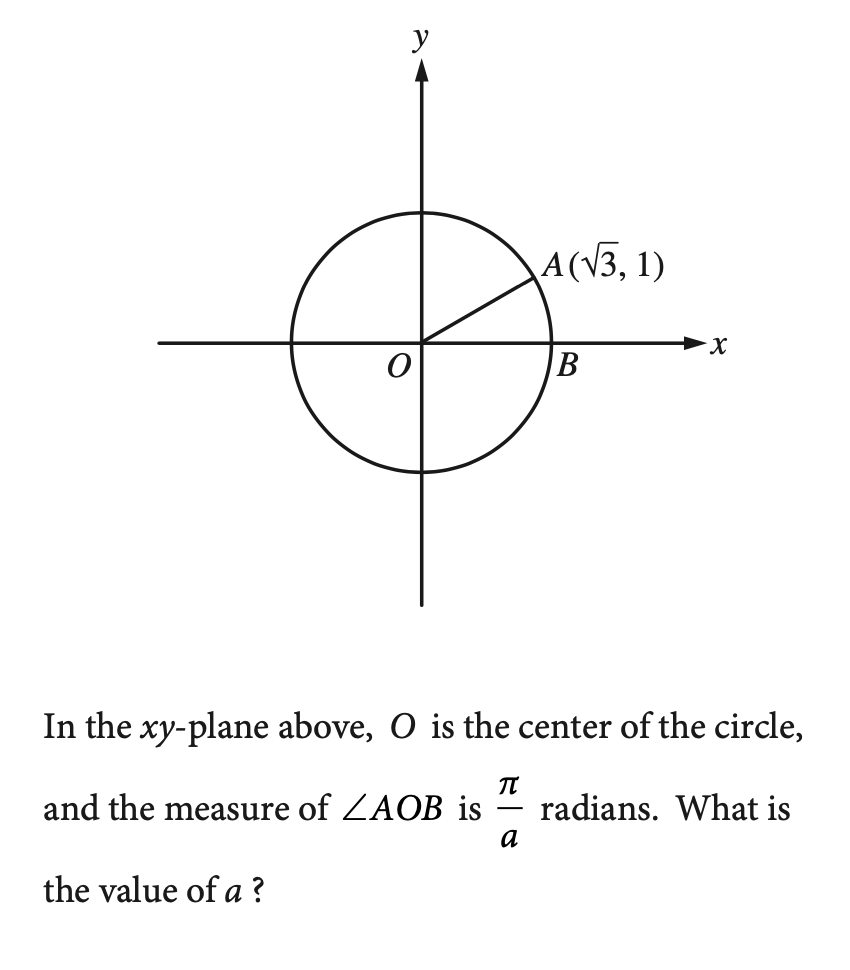 y
A(√3, 1)
x
O
B
In the xy-plane above, O is the center of the circle,
and the measure of ∠AOB is π/a radians. What is
the value of a ?